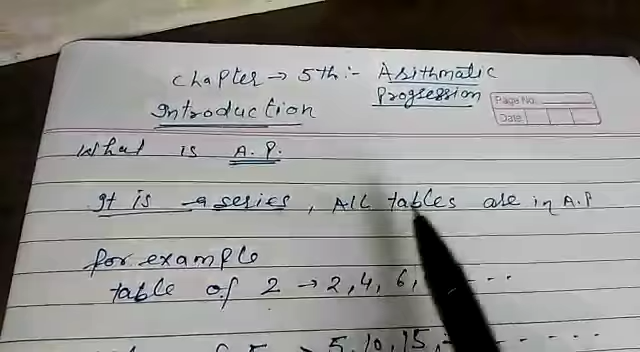 Chapter → 5th :- Arithmatic
Progression
Page No.
Date
Introduction
What is A.P.
It is a series, All tables are in A.P
for example
table of 2 → 2, 4, 6, ...
5, 10, 15,